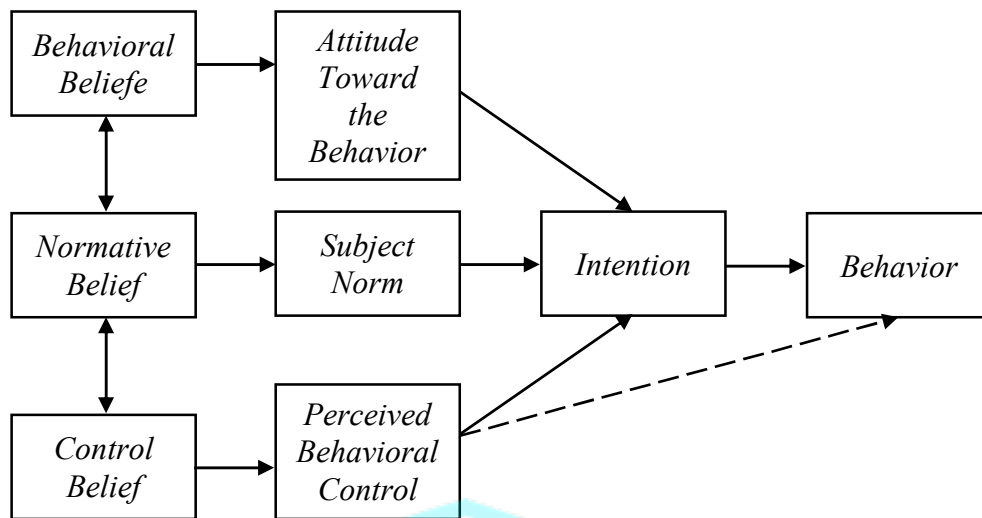 Behavioral
Beliefe
Attitude
Toward
the
Behavior
Normative
Belief
Subject
Norm
Intention
Behavior
Control
Belief
Perceived
Behavioral
Control